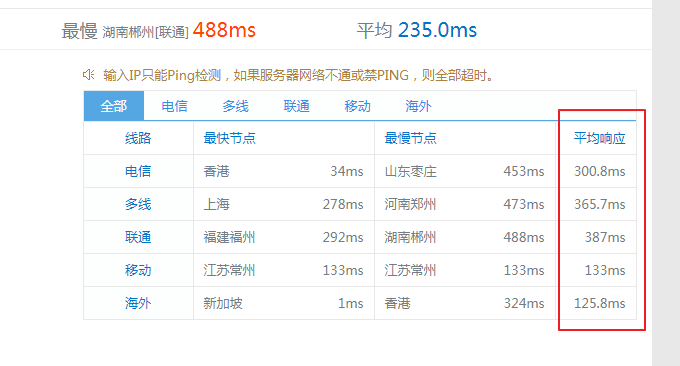 最慢 湖南郴州[联通] 488ms 平均 235.0ms
输入IP只能Ping检测，如果服务器网络不通或禁PING，则全部超时。
全部 电信 多线 联通 移动 海外
线路 最快节点 最慢节点 平均响应
电信 香港 34ms 山东枣庄 453ms 300.8ms
多线 上海 278ms 河南郑州 473ms 365.7ms
联通 福建福州 292ms 湖南郴州 488ms 387ms
移动 江苏常州 133ms 江苏常州 133ms 133ms
海外 新加坡 1ms 香港 324ms 125.8ms